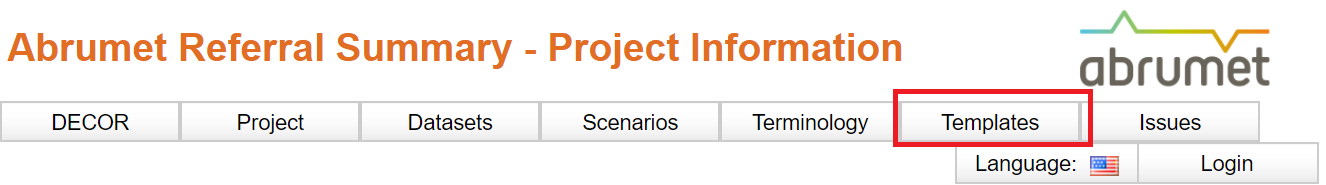 Abrumet Referral Summary - Project Information
abrumet
DECOR Project Datasets Scenarios Terminology Templates Issues
Language: Login